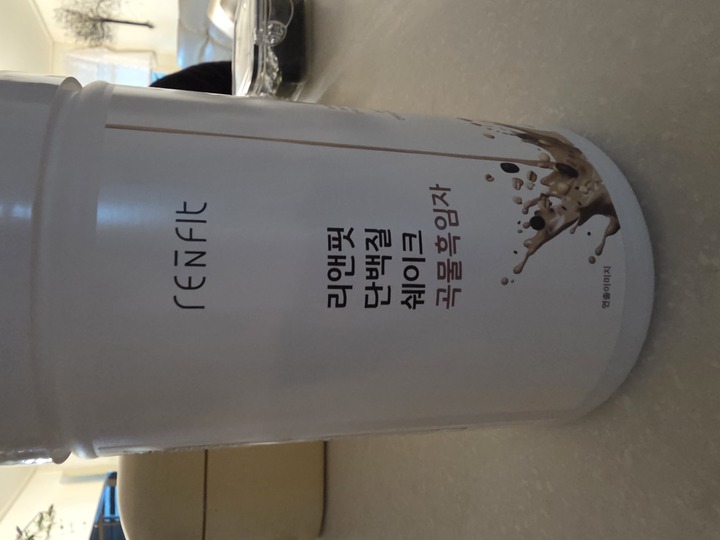 renfit
리앤핏
단백질
쉐이크
곡물흑임자
연출이미지